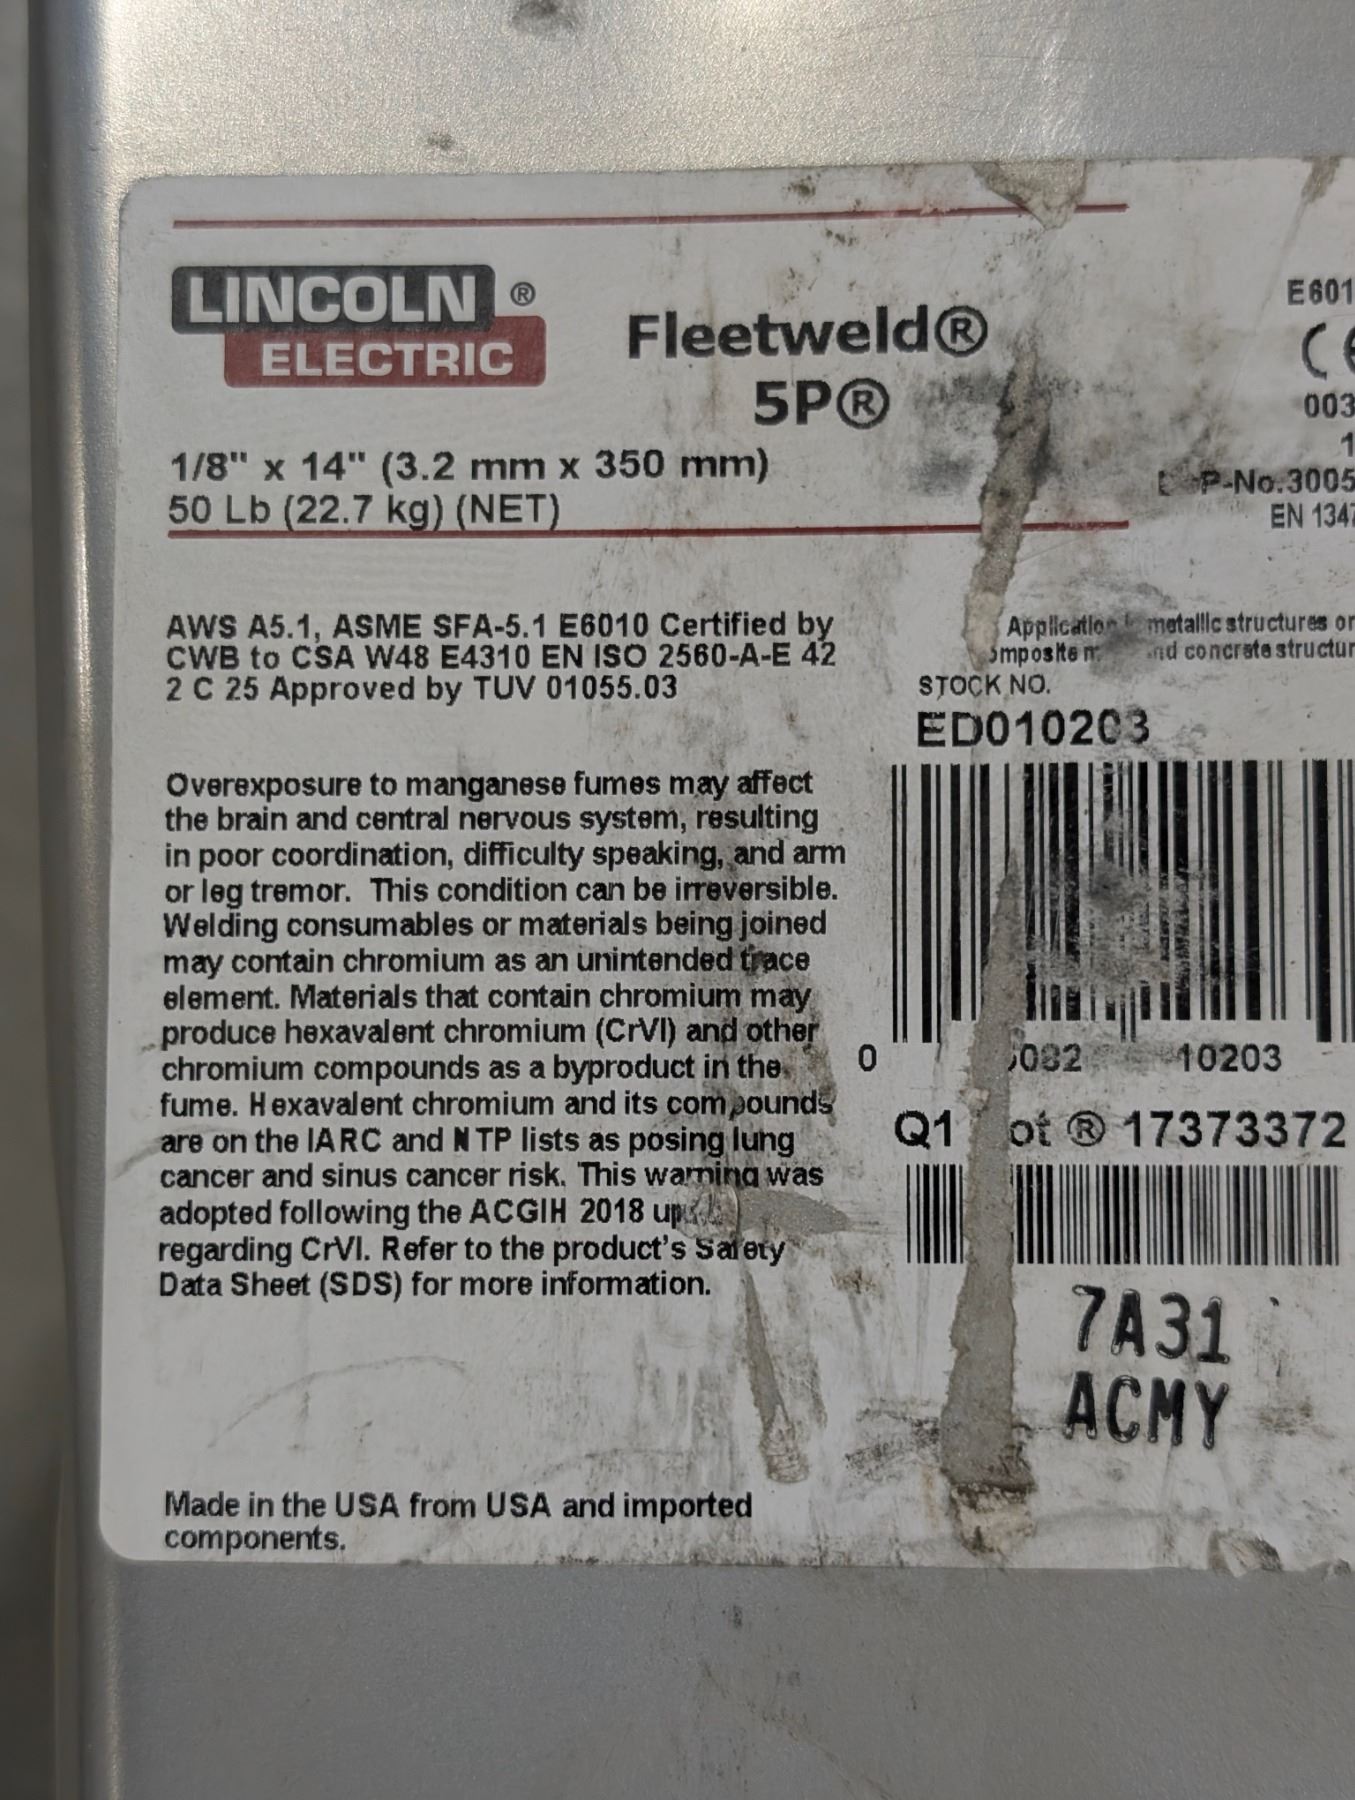 LINCOLN ®
ELECTRIC
Fleetweld®
5P®
1/8" x 14" (3.2 mm x 350 mm)
50 Lb (22.7 kg) (NET)
E601
CE
003
1
P-No.3005
EN 1347
AWS A5.1, ASME SFA-5.1 E6010 Certified by
CWB to CSA W48 E4310 EN ISO 2560-A-E 42
2 C 25 Approved by TUV 01055.03
Application metallic structures or
concrete structur
STOCK NO.
ED010203
Overexposure to manganese fumes may affect
the brain and central nervous system, resulting
in poor coordination, difficulty speaking, and arm
or leg tremor. This condition can be irreversible.
Welding consumables or materials being joined
may contain chromium as an unintended trace
element. Materials that contain chromium may
produce hexavalent chromium (CrVI) and other
chromium compounds as a byproduct in the
fume. Hexavalent chromium and its compounds
are on the IARC and NTP lists as posing lung
cancer and sinus cancer risk. This warning was
adopted following the ACGIH 2018
regarding CrVI. Refer to the product's Safety
Data Sheet (SDS) for more information.
0 10203
Q1 ® 17373372
7A31
ACMY
Made in the USA from USA and imported
components.